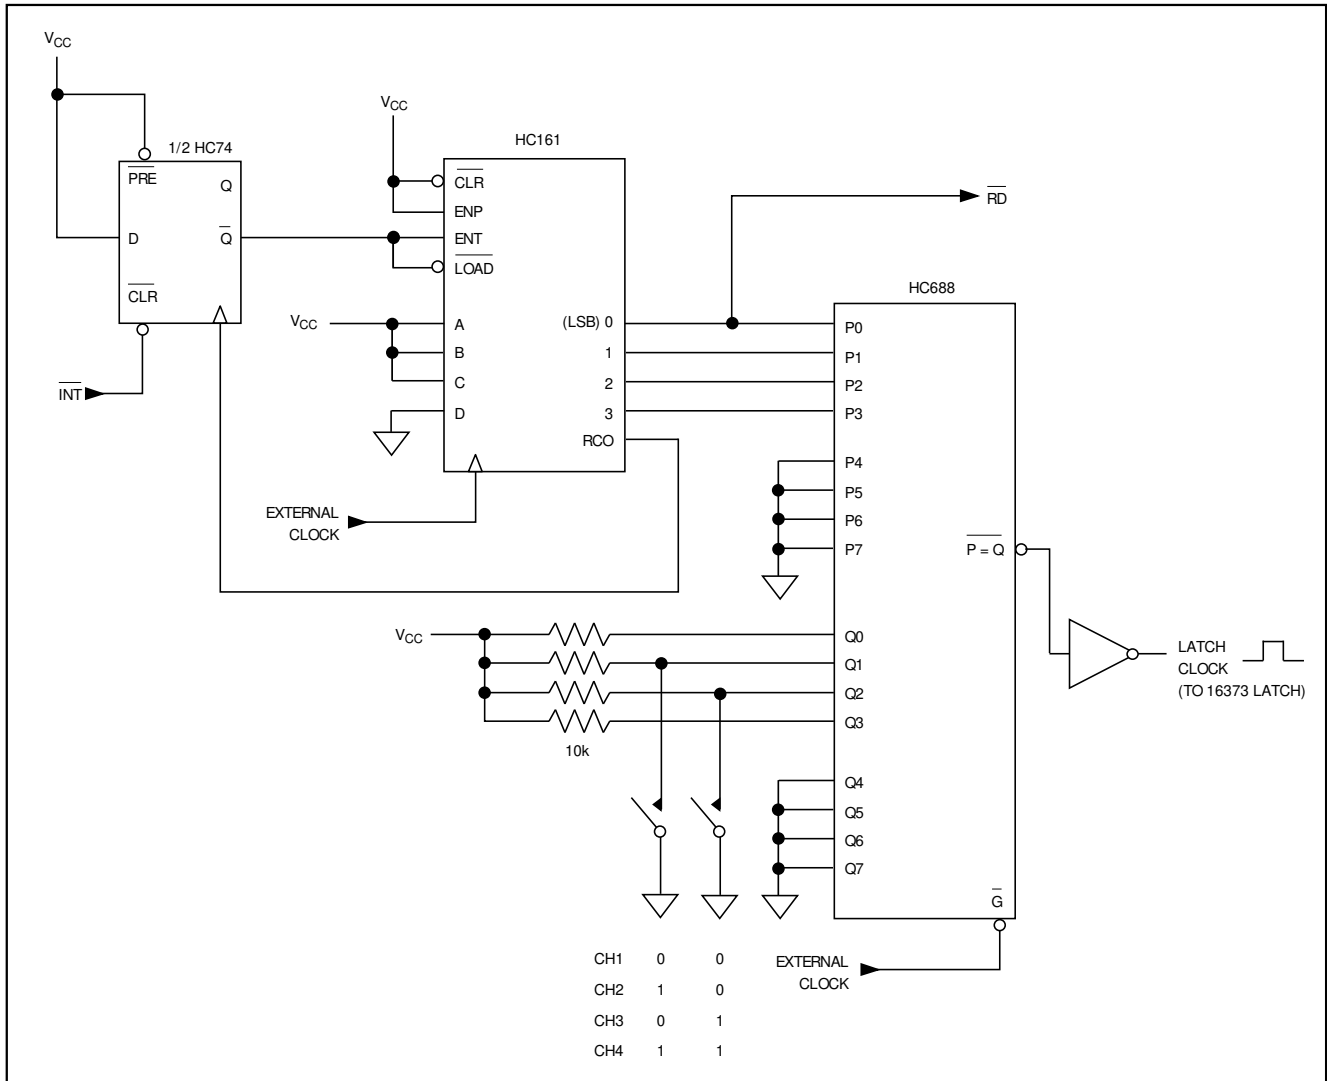 VCC
1/2 HC74
PRE
Q
D
Q
CLR
INT
VCC
HC161
CLR
ENP
ENT
LOAD
VCC
A
B
C
D
(LSB) 0
1
2
3
RCO
EXTERNAL
CLOCK
RD
HC688
P0
P1
P2
P3
P4
P5
P6
P7
P = Q
VCC
10k
Q0
Q1
Q2
Q3
Q4
Q5
Q6
Q7
G
LATCH
CLOCK
(TO 16373 LATCH)
EXTERNAL
CLOCK
CH1 0 0
CH2 1 0
CH3 0 1
CH4 1 1